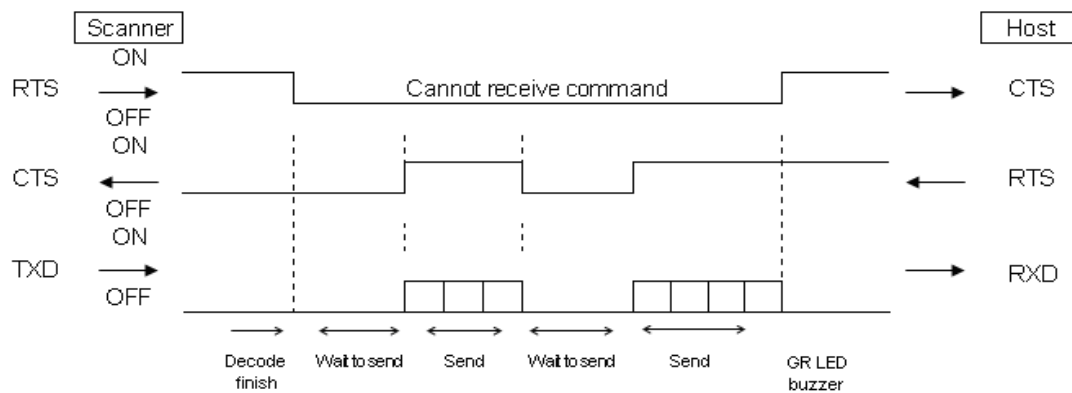 Scanner
Host
ON
RTS
Cannot receive command
CTS
OFF
ON
CTS
RTS
OFF
ON
TXD
RXD
OFF
Decode finish
Wait to send
Send
Wait to send
Send
GR LED
buzzer